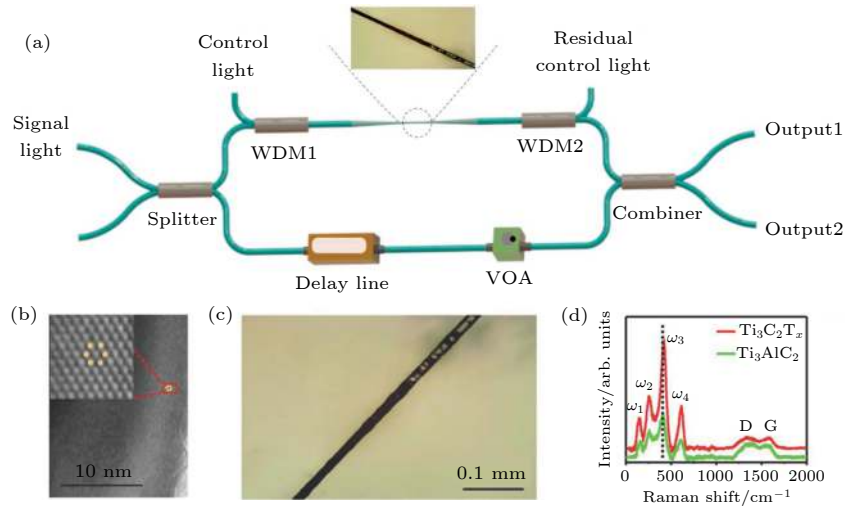 (a)
Control
light
Residual
control light
Signal
light
WDM1
WDM2
Output1
Splitter
Combiner
Output2
Delay line
VOA
(b)
10 nm
(c)
0.1 mm
(d)
Intensity/arb. units
Ti₃C₂Tₓ
Ti₃AlC₂
ω₁
ω₂
ω₃
ω₄
D
G
0 500 1000 1500 2000
Raman shift/cm⁻¹